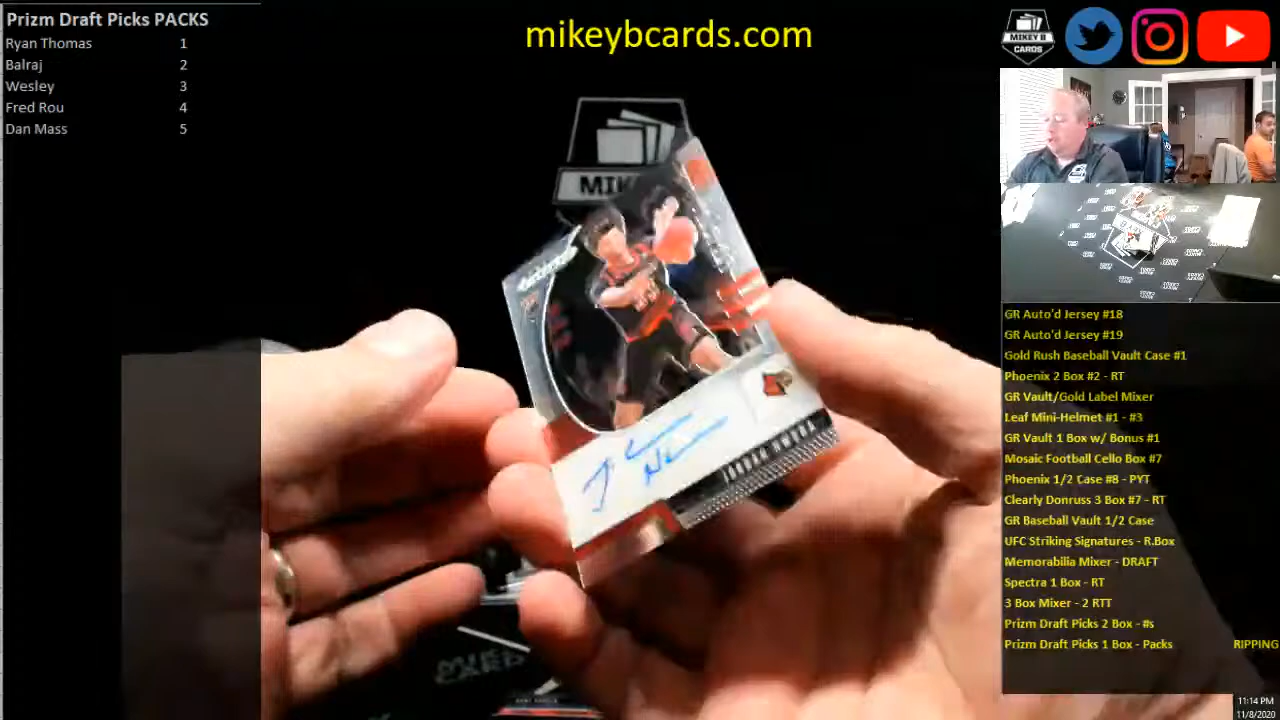 Prizm Draft Picks PACKS
Ryan Thomas 1
Balraj 2
Wesley 3
Fred Rou 4
Dan Mass 5
mikeybcards.com
MIKEY B
CARDS
MIK
JORDAN NWORA
GR Auto'd Jersey #18
GR Auto'd Jersey #19
Gold Rush Baseball Vault Case #1
Phoenix 2 Box #2 - RT
GR Vault/Gold Label Mixer
Leaf Mini-Helmet #1 - #3
GR Vault 1 Box w/ Bonus #1
Mosaic Football Cello Box #7
Phoenix 1/2 Case #8 - PYT
Clearly Donruss 3 Box #7 - RT
GR Baseball Vault 1/2 Case
UFC Striking Signatures - R.Box
Memorabilia Mixer - DRAFT
Spectra 1 Box - RT
3 Box Mixer - 2 RTT
Prizm Draft Picks 2 Box - #s
Prizm Draft Picks 1 Box - Packs RIPPING
11:14 PM
11/8/2020